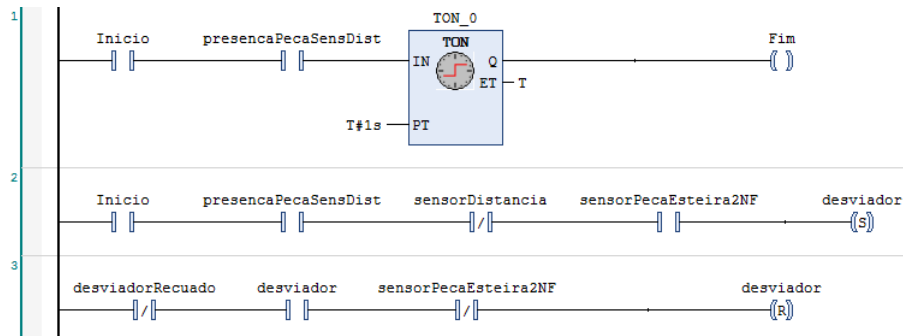 1
TON_0
Inicio presencaPecaSensDist TON Fim
IN Q
ET T
T#1s PT
2
Inicio presencaPecaSensDist sensorDistancia sensorPecaEsteira2NF desviador
S
3
desviadorRecuado desviador sensorPecaEsteira2NF desviador
R